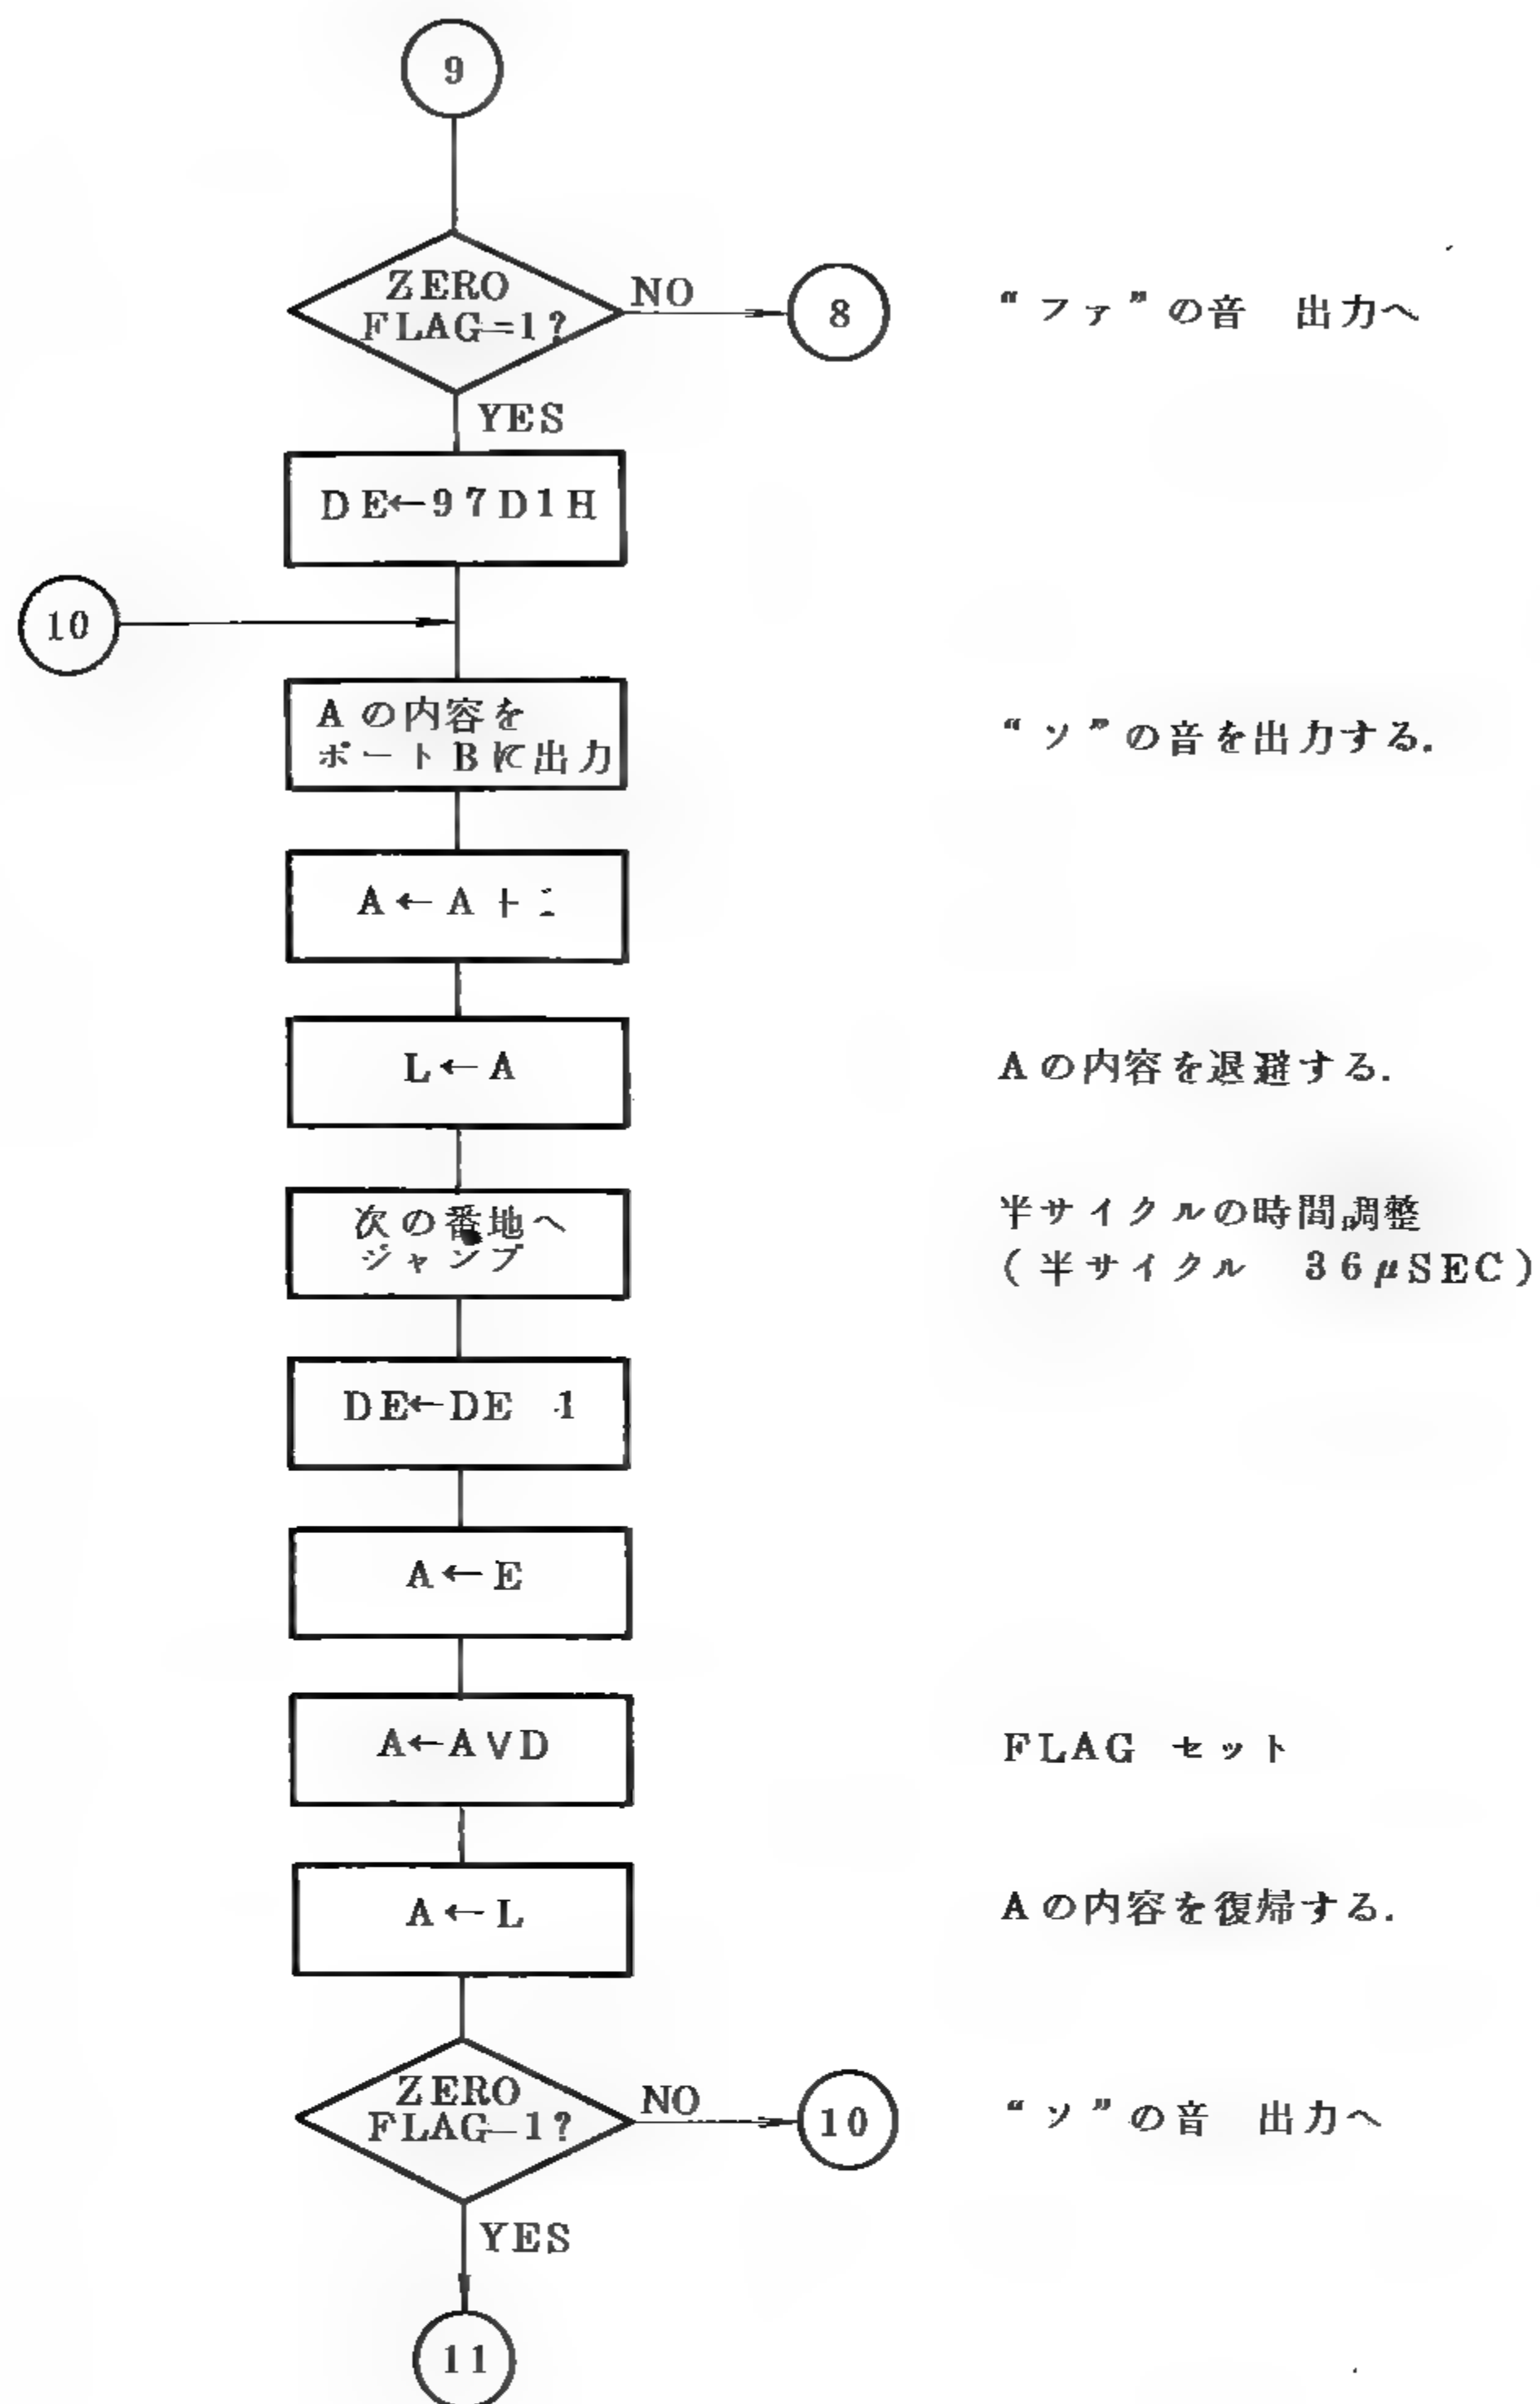 9
ZERO
FLAG=1?
NO
8
“ファ”の音 出力へ
YES
DE←97D1H
10
Aの内容を
ポートBに出力
“ソ”の音を出力する.
A←A+
L←A
Aの内容を退避する.
次の番地へ
ジャンプ
半サイクルの時間調整
(半サイクル 36μSEC)
DE←DE 1
A←E
A←A∨D
FLAG セット
A←L
Aの内容を復帰する.
ZERO
FLAG=1?
NO
10
“ソ”の音 出力へ
YES
11